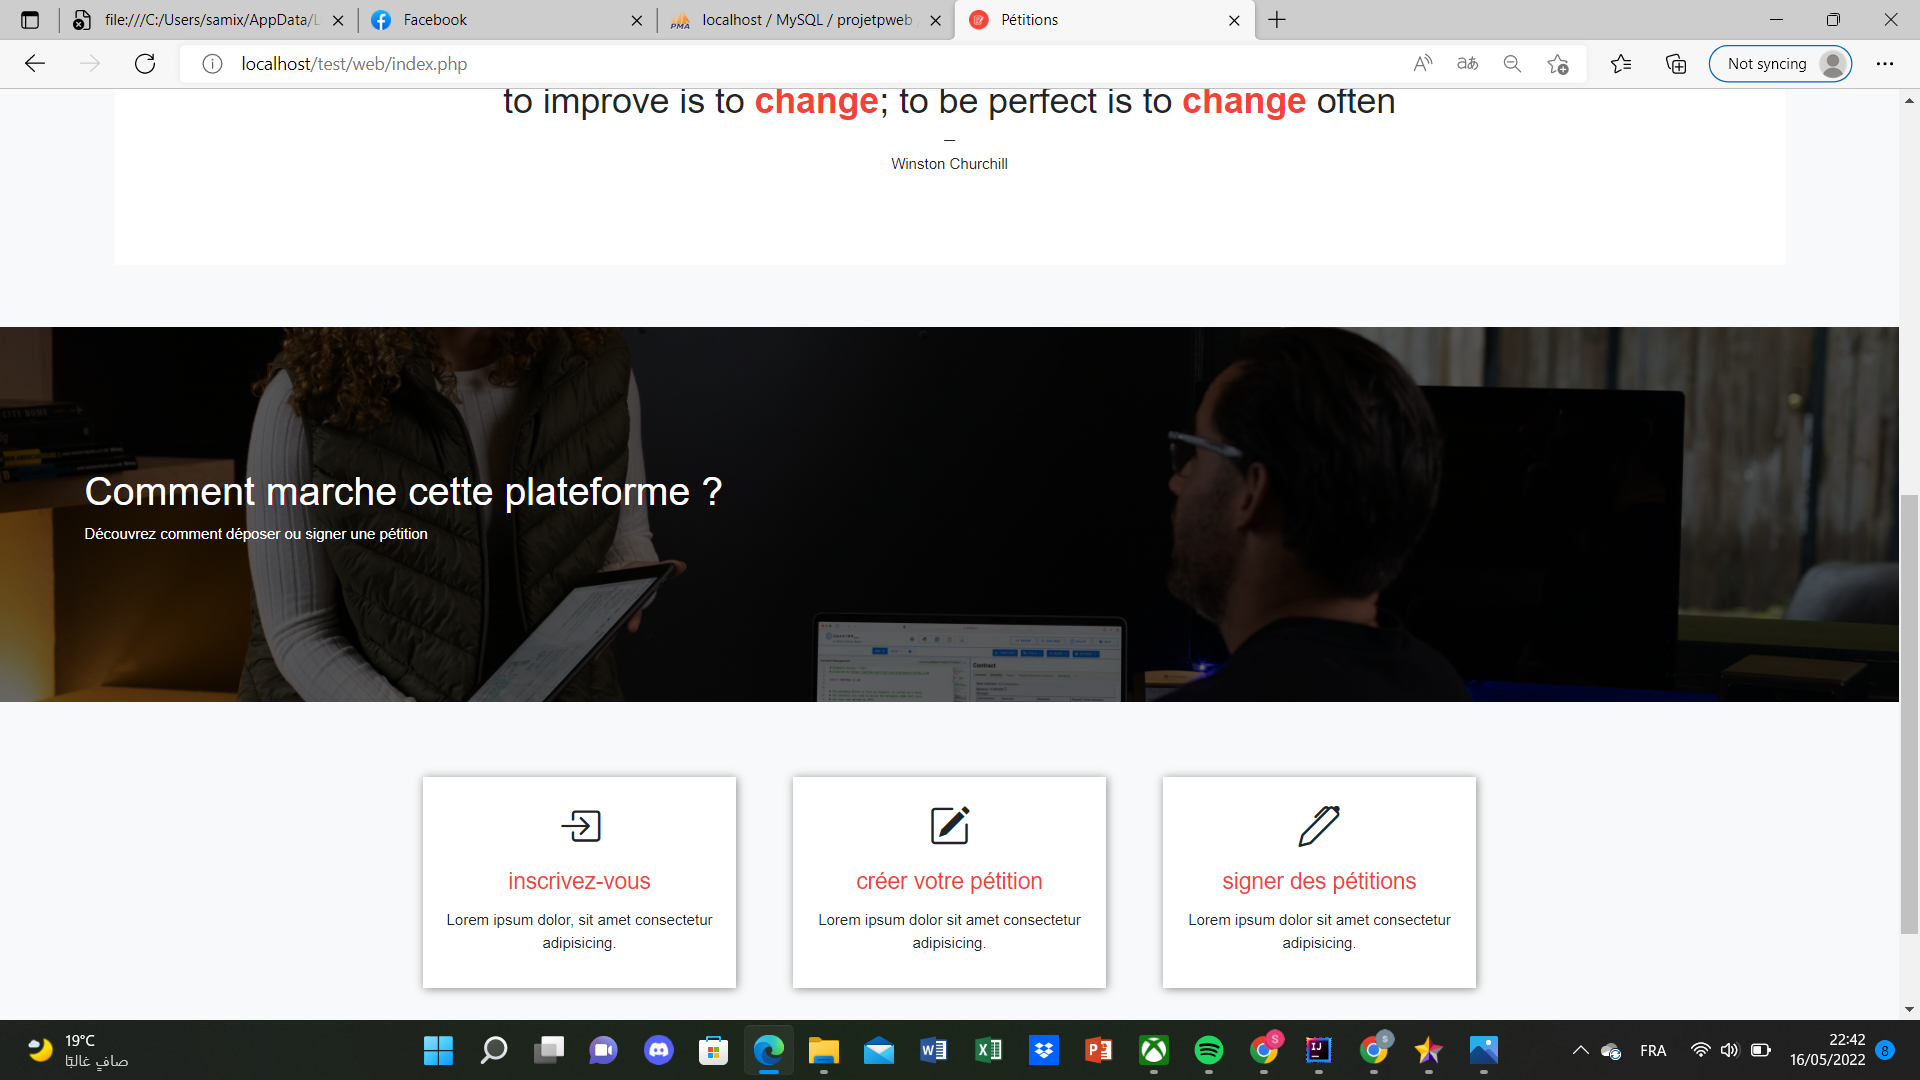 file:///C:/Users/samix/AppData/L
Facebook
PMA
localhost / MySQL / projetpweb
Pétitions
localhost/test/web/index.php
Not syncing
to improve is to change; to be perfect is to change often
—
Winston Churchill
Comment marche cette plateforme ?
Découvrez comment déposer ou signer une pétition
Contract
inscrivez-vous
créer votre pétition
signer des pétitions
Lorem ipsum dolor, sit amet consectetur
adipisicing.
Lorem ipsum dolor sit amet consectetur
adipisicing.
Lorem ipsum dolor sit amet consectetur
adipisicing.
19°C
صافٍ غالبًا
FRA
22:42
16/05/2022
8